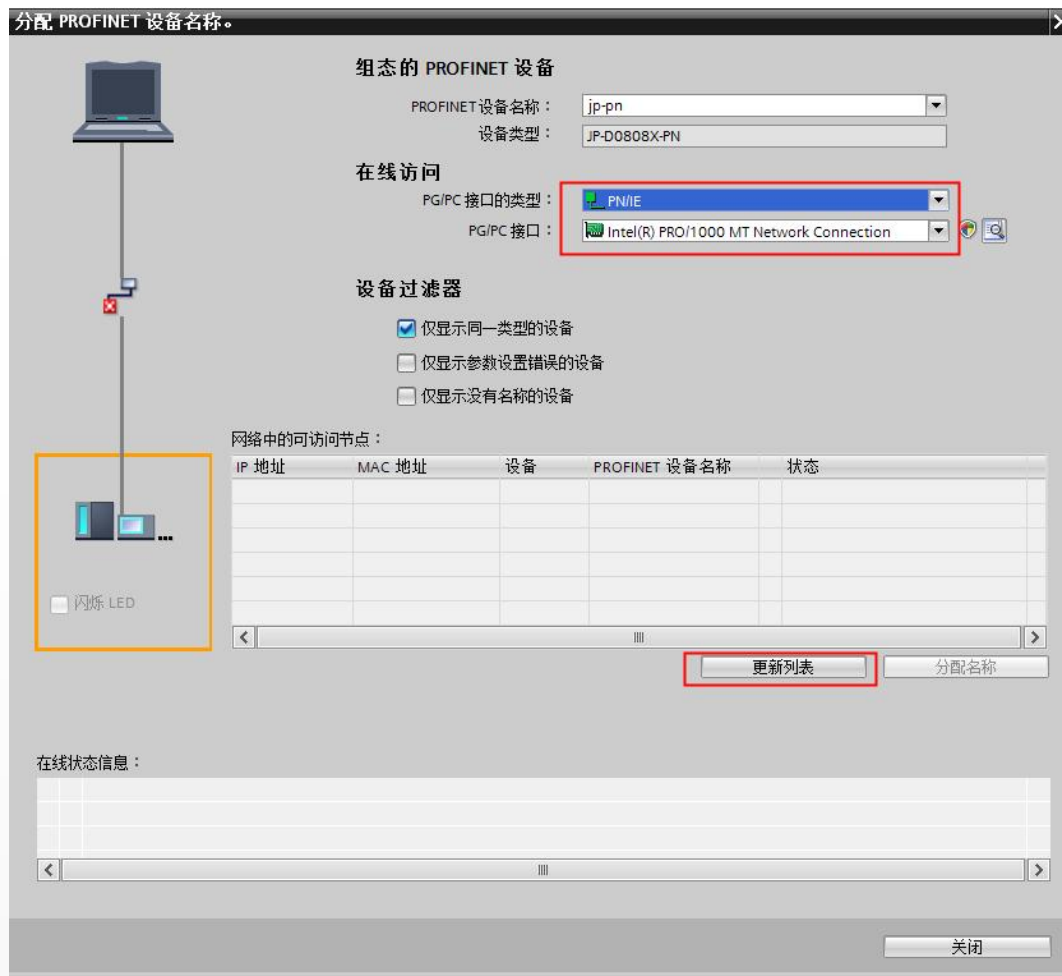 分配 PROFINET 设备名称。
组态的 PROFINET 设备
PROFINET设备名称： jp-pn
设备类型： JP-D0808X-PN
在线访问
PG/PC 接口的类型： PN/IE
PG/PC 接口： Intel(R) PRO/1000 MT Network Connection
设备过滤器
仅显示同一类型的设备
仅显示参数设置错误的设备
仅显示没有名称的设备
网络中的可访问节点：
IP 地址 MAC 地址 设备 PROFINET 设备名称 状态
闪烁 LED
更新列表 分配名称
在线状态信息：
关闭